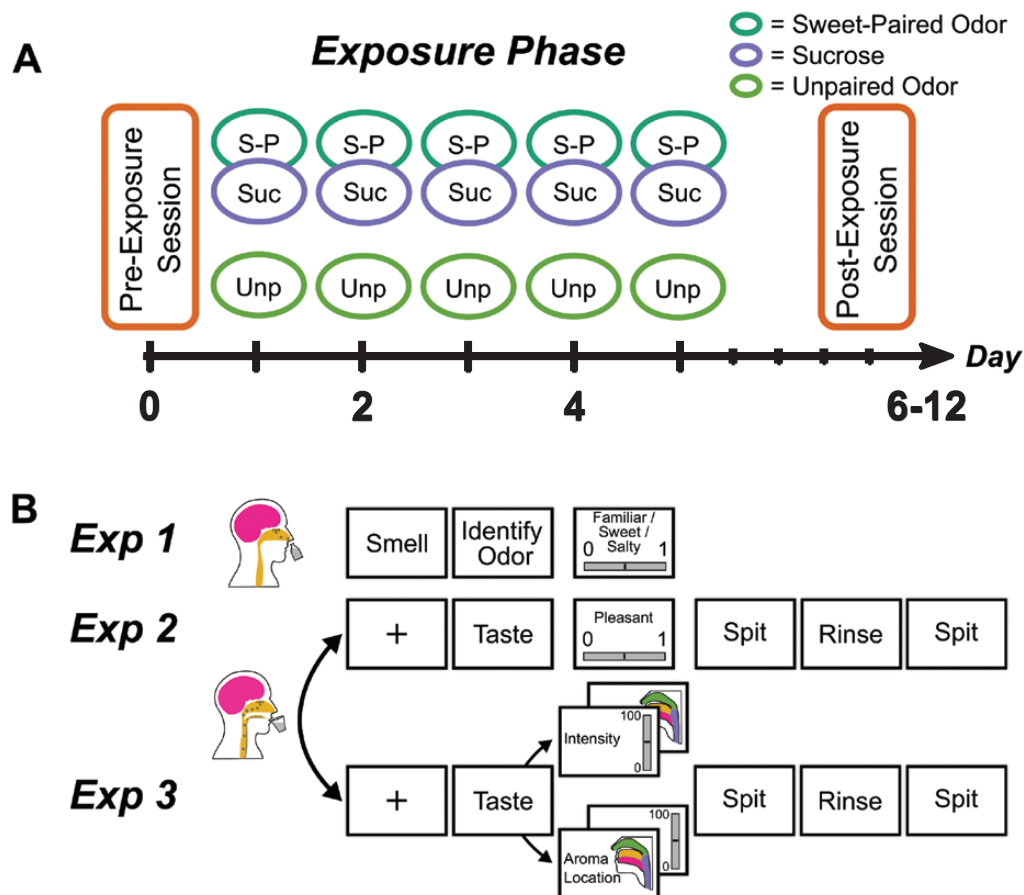 A
Exposure Phase
= Sweet-Paired Odor
= Sucrose
= Unpaired Odor
Pre-Exposure
Session
S-P S-P S-P S-P S-P
Suc Suc Suc Suc Suc
Unp Unp Unp Unp Unp
Post-Exposure
Session
Day
0 2 4 6-12
B
Exp 1
Smell
Identify
Odor
Familiar /
Sweet /
Salty
0 1
Exp 2
+
Taste
Pleasant
0 1
Spit
Rinse
Spit
Exp 3
+
Taste
100
Intensity
0
100
0
Aroma
Location
Spit
Rinse
Spit